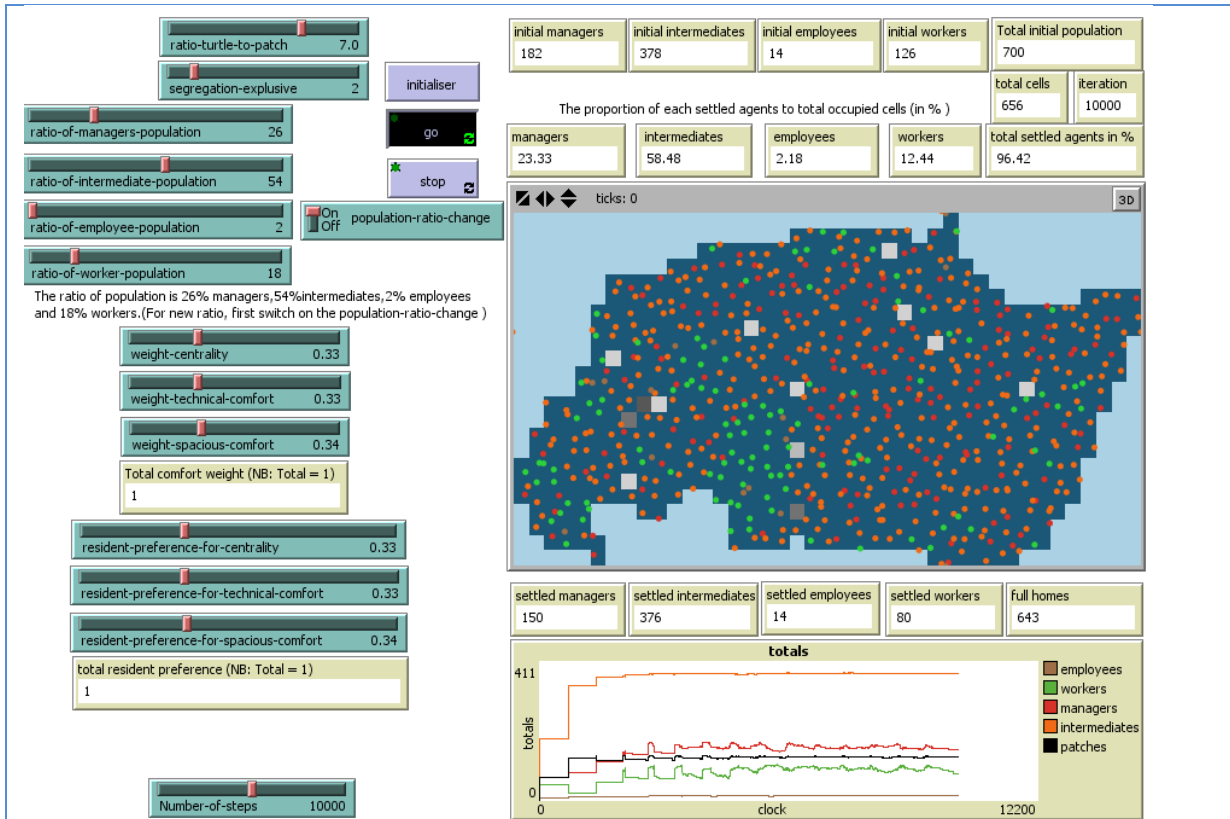 ratio-turtle-to-patch 7.0
segregation-explusive 2
initialiser
ratio-of-managers-population 26
go
ratio-of-intermediate-population 54
stop
ratio-of-employee-population 2
On
Off
population-ratio-change
ratio-of-worker-population 18
The ratio of population is 26% managers,54%intermediates,2% employees
and 18% workers.(For new ratio, first switch on the population-ratio-change )
weight-centrality 0.33
weight-technical-comfort 0.33
weight-spacious-comfort 0.34
Total comfort weight (NB: Total = 1)
1
resident-preference-for-centrality 0.33
resident-preference-for-technical-comfort 0.33
resident-preference-for-spacious-comfort 0.34
total resident preference (NB: Total = 1)
1
Number-of-steps 10000
initial managers initial intermediates initial employees initial workers Total initial population
182 378 14 126 700
total cells iteration
656 10000
The proportion of each settled agents to total occupied cells (in % )
managers intermediates employees workers total settled agents in %
23.33 58.48 2.18 12.44 96.42
ticks: 0 3D
settled managers settled intermediates settled employees settled workers full homes
150 376 14 80 643
totals
411
totals
0
0 clock 12200
employees
workers
managers
intermediates
patches